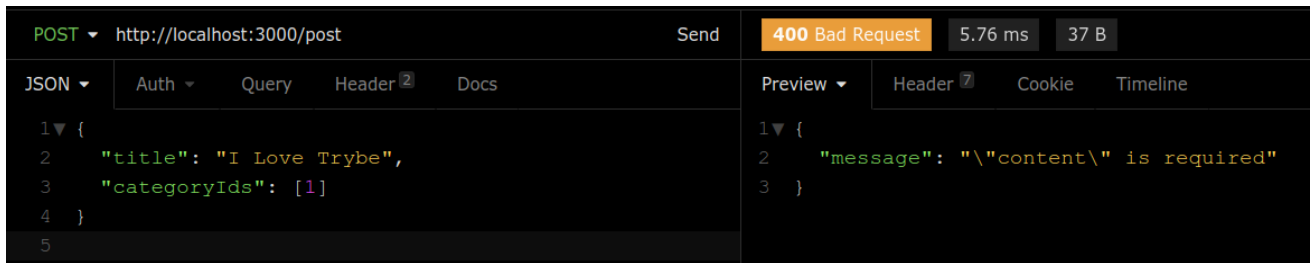 POST http://localhost:3000/post Send
JSON Auth Query Header 2 Docs
1 {
2 "title": "I Love Trybe",
3 "categoryIds": [1]
4 }
5
400 Bad Request 5.76 ms 37 B
Preview Header 7 Cookie Timeline
1 {
2 "message": "\"content\" is required"
3 }